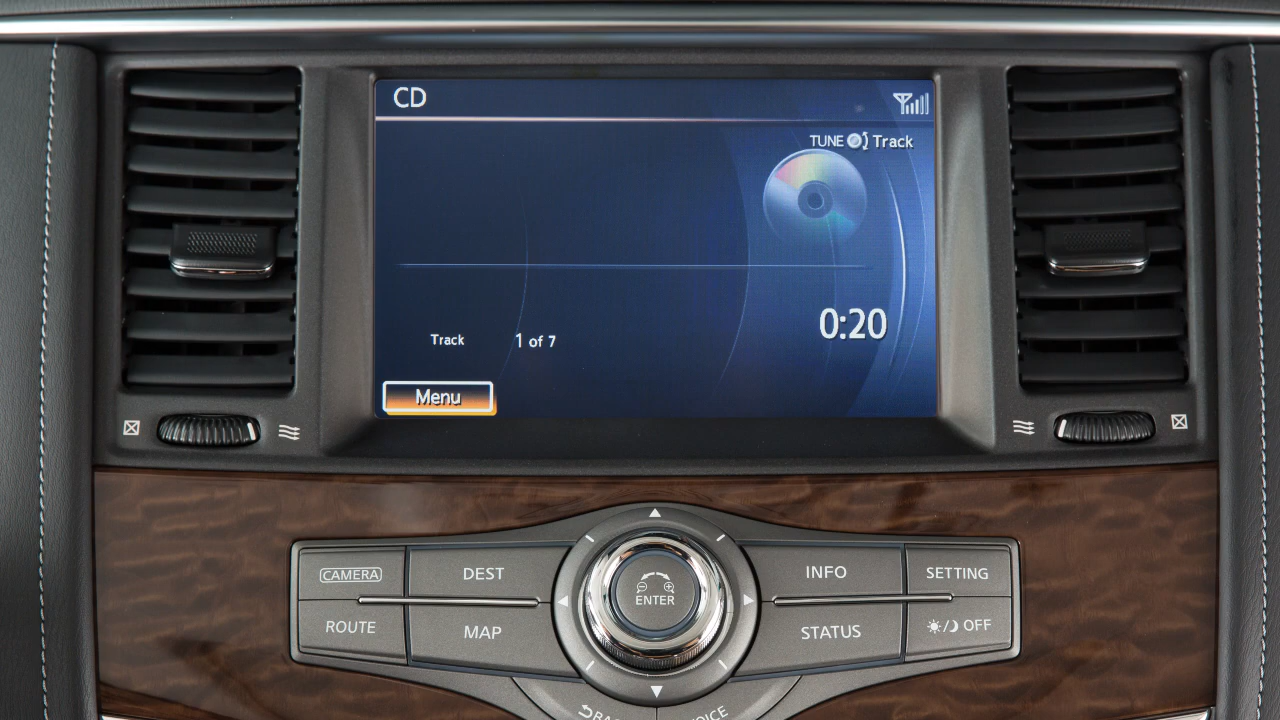 CD
TUNE Track
0:20
Track 1 of 7
Menu
CAMERA DEST INFO SETTING
ENTER
ROUTE MAP STATUS OFF